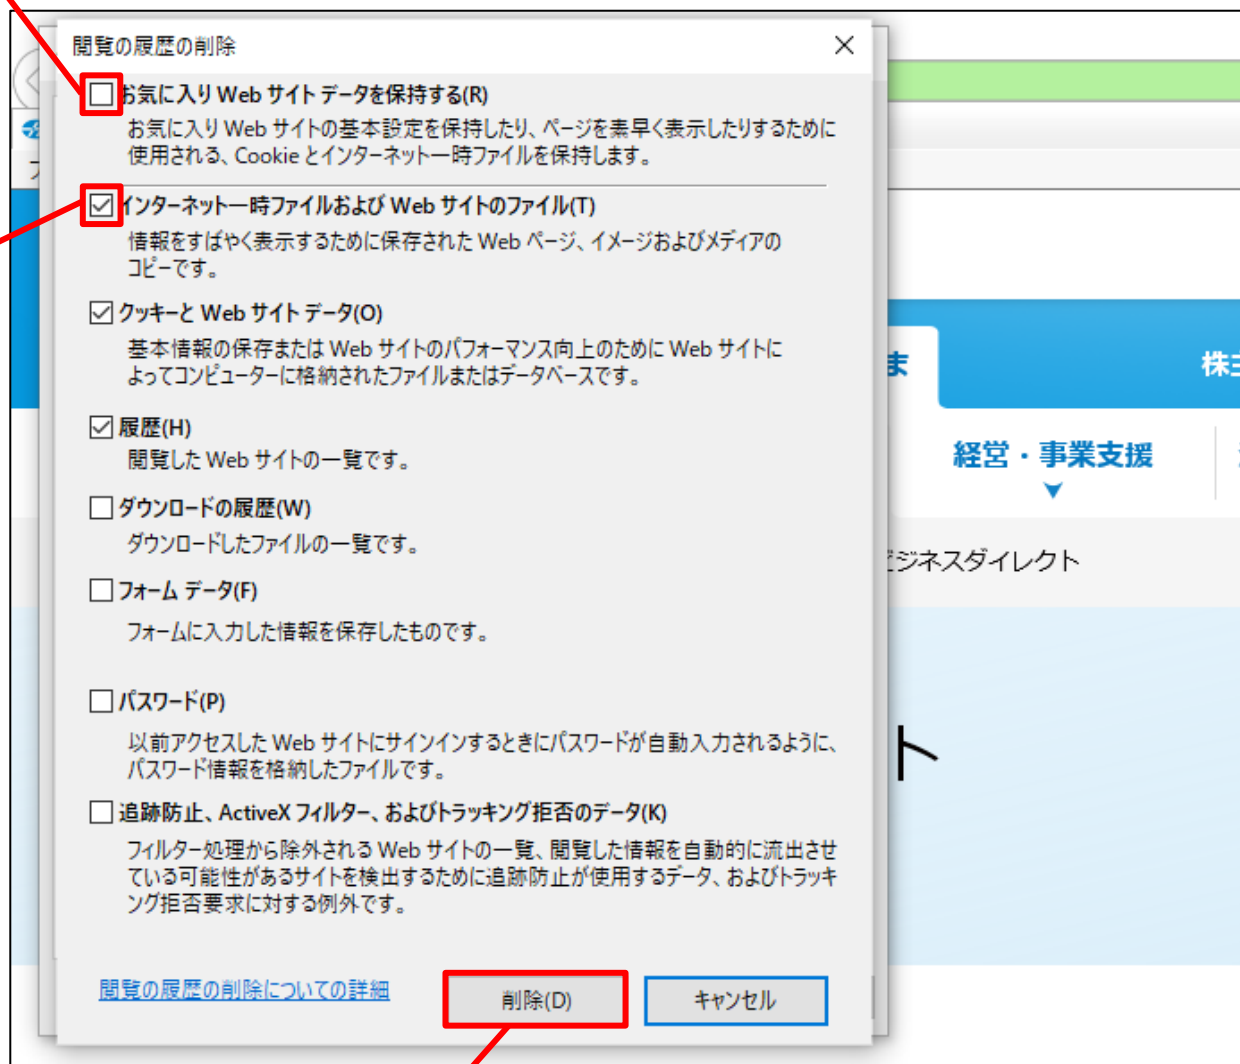 閲覧の履歴の削除
お気に入り Web サイト データを保持する(R)
お気に入り Web サイトの基本設定を保持したり、ページを素早く表示したりするために
使用される、Cookie とインターネット一時ファイルを保持します。
インターネット一時ファイルおよび Web サイトのファイル(T)
情報をすばやく表示するために保存された Web ページ、イメージおよびメディアの
コピーです。
クッキーと Web サイト データ(O)
基本情報の保存または Web サイトのパフォーマンス向上のために Web サイトに
よってコンピューターに格納されたファイルまたはデータベースです。
ま
株主
履歴(H)
閲覧した Web サイトの一覧です。
経営・事業支援
ダウンロードの履歴(W)
ダウンロードしたファイルの一覧です。
ビジネスダイレクト
フォーム データ(F)
フォームに入力した情報を保存したものです。
パスワード(P)
以前アクセスした Web サイトにサインインするときにパスワードが自動入力されるように、
パスワード情報を格納したファイルです。
ト
追跡防止、ActiveX フィルター、およびトラッキング拒否のデータ(K)
フィルター処理から除外される Web サイトの一覧、閲覧した情報を自動的に流出させ
ている可能性があるサイトを検出するために追跡防止が使用するデータ、およびトラッキ
ング拒否要求に対する例外です。
閲覧の履歴の削除についての詳細
削除(D)
キャンセル